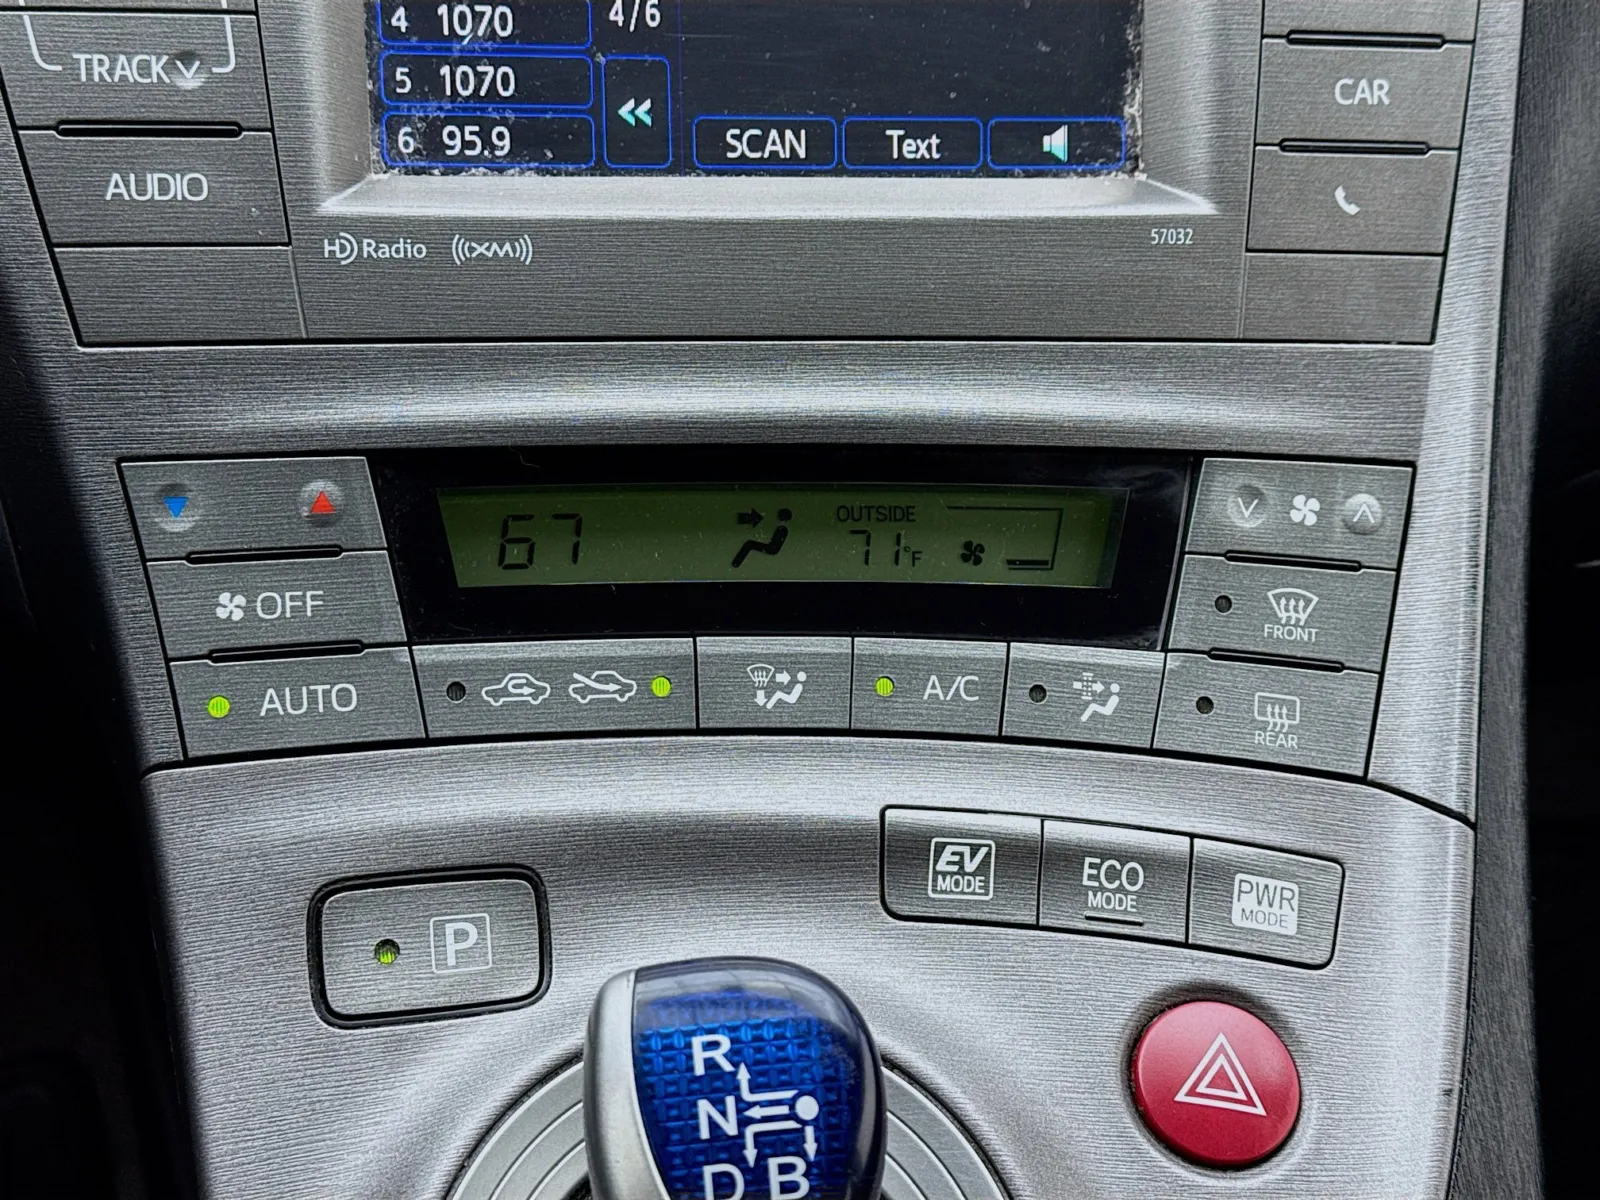 4 1070
4/6
TRACK
5 1070
CAR
6 95.9
SCAN
Text
AUDIO
HD Radio
((XM))
57032
67
OUTSIDE
71°F
OFF
FRONT
AUTO
A/C
REAR
EV
MODE
ECO
MODE
PWR
MODE
P
R
N
D B